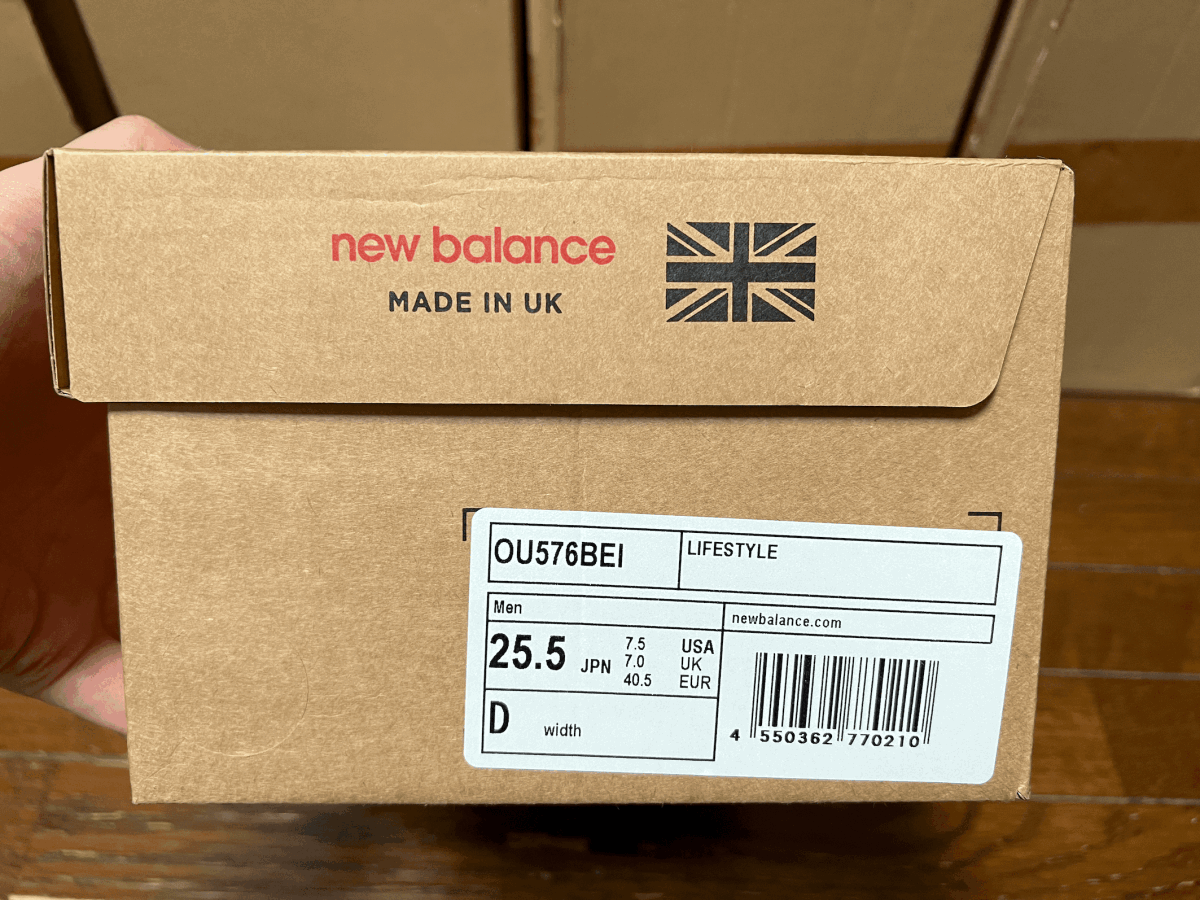 new balance
MADE IN UK
OU576BEI
LIFESTYLE
Men
newbalance.com
25.5 JPN
7.5 USA
7.0 UK
40.5 EUR
D width
4 550362 770210